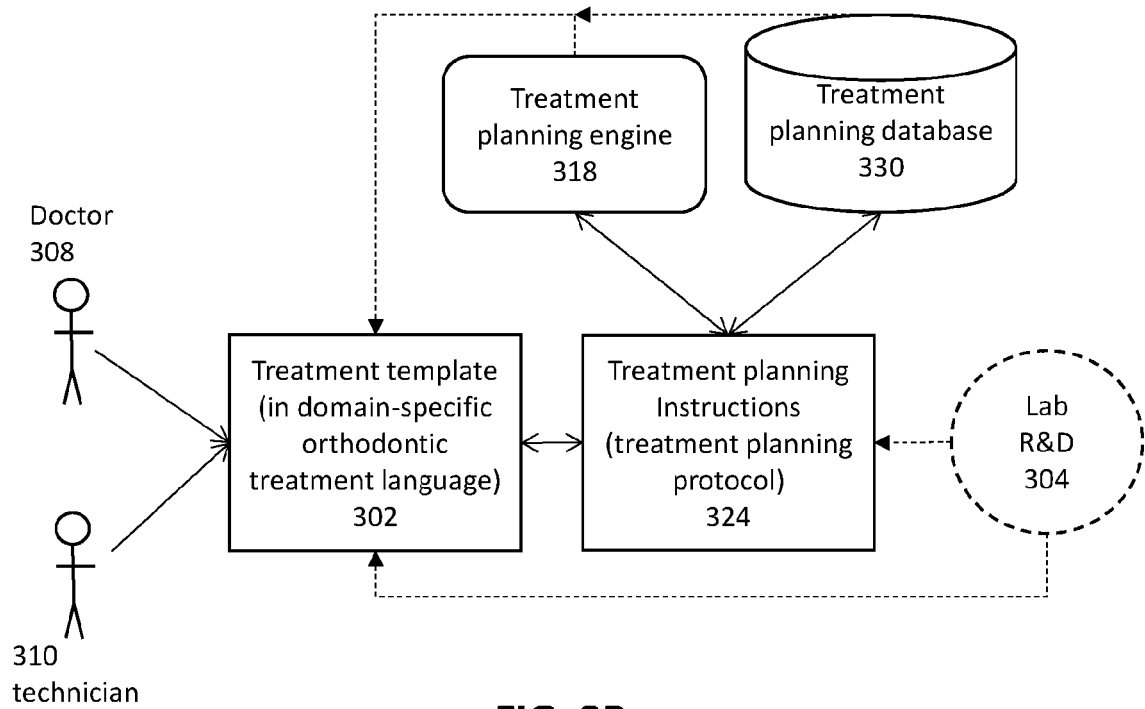 Treatment
planning engine
318
Treatment
planning database
330
Doctor
308
Treatment template
(in domain-specific
orthodontic
treatment language)
302
Treatment planning
Instructions
(treatment planning
protocol)
324
Lab
R&D
304
310
technician